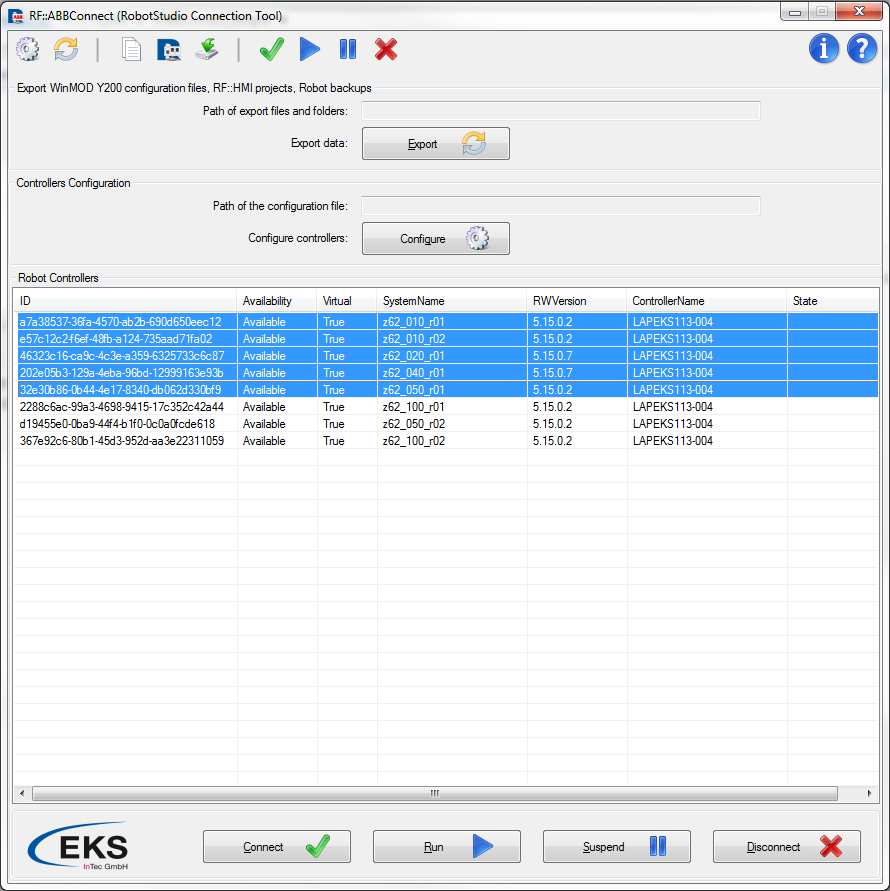 RF::ABBConnect (RobotStudio Connection Tool)
Export WinMOD Y200 configuration files, RF::HMI projects, Robot backups
Path of export files and folders:
Export data: Export
Controllers Configuration
Path of the configuration file:
Configure controllers: Configure
Robot Controllers
ID Availability Virtual SystemName RWVersion ControllerName State
a7a38537-36fa-4570-ab2b-690d650eec12 Available True z62_010_r01 5.15.0.2 LAPEKS113-004
e57c12c2-f6ef-48fb-a124-735aad71fa02 Available True z62_010_r02 5.15.0.2 LAPEKS113-004
46323c16-ca9c-4c3e-a359-6325733c6c87 Available True z62_020_r01 5.15.0.7 LAPEKS113-004
202e05b3-129a-4eba-96bd-12999163e93b Available True z62_040_r01 5.15.0.7 LAPEKS113-004
32e30b86-0b44-4e17-8340-db062d330bf9 Available True z62_050_r01 5.15.0.2 LAPEKS113-004
2288c6ac-99a3-4698-9415-17c352c42a44 Available True z62_100_r01 5.15.0.2 LAPEKS113-004
d19455e0-0ba9-44f4-b1f0-0c0a0fcde618 Available True z62_050_r02 5.15.0.2 LAPEKS113-004
367e92c6-80b1-45d3-952d-aa3e22311059 Available True z62_100_r02 5.15.0.2 LAPEKS113-004
EKS
InTec GmbH
Connect Run Suspend Disconnect